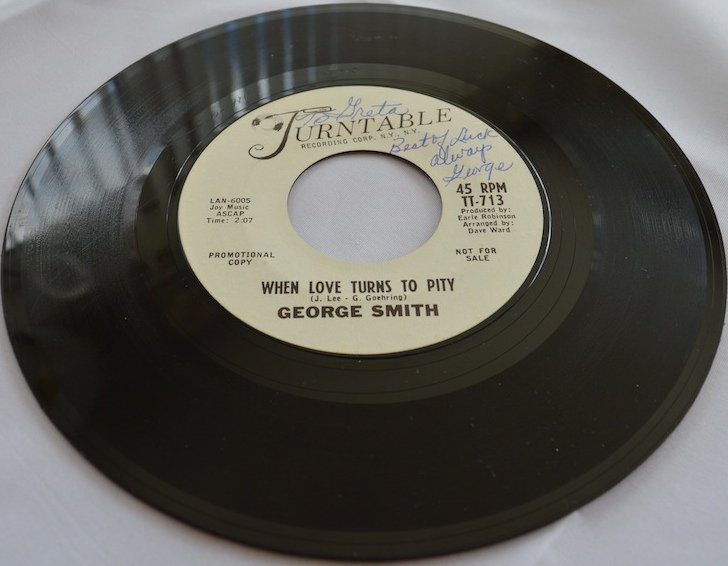 To Greta
TURNTABLE
RECORDING CORP. N.Y., N.Y.
Best of Luck
always
George
45 RPM
TT-713
Produced by:
Earle Robinson
Arranged by:
Dave Ward
LAN-6005
Joy Music
ASCAP
Time: 2:07
PROMOTIONAL
COPY
NOT FOR
SALE
WHEN LOVE TURNS TO PITY
(J. Lee - G. Goehring)
GEORGE SMITH